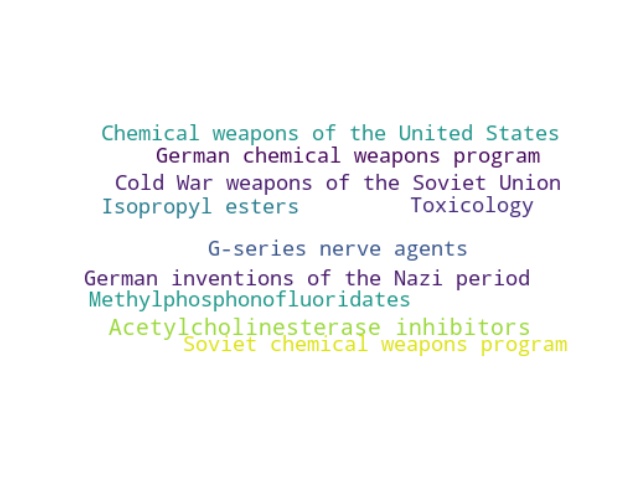 Chemical weapons of the United States
German chemical weapons program
Cold War weapons of the Soviet Union
Isopropyl esters
Toxicology
G-series nerve agents
German inventions of the Nazi period
Methylphosphonofluoridates
Acetylcholinesterase inhibitors
Soviet chemical weapons program